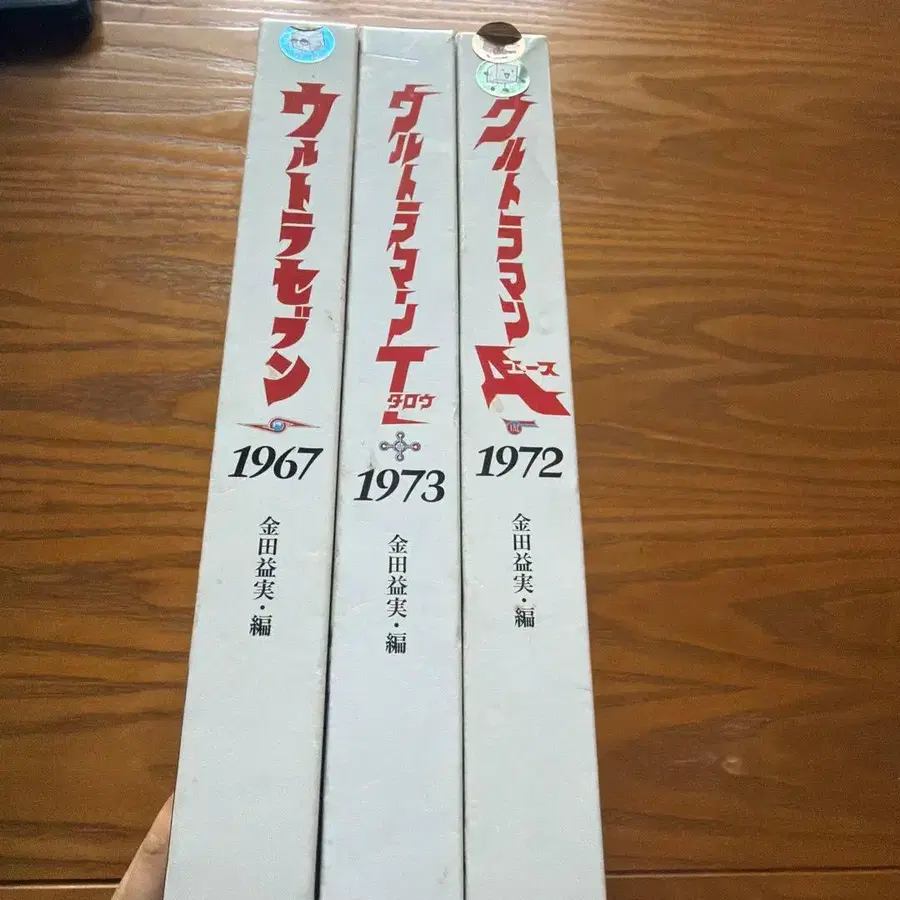 ウルトラセブン
1967
金田益実・編
ウルトラマン
T
タロウ
1973
金田益実・編
ウルトラマン
A
エース
TAC
1972
金田益実・編